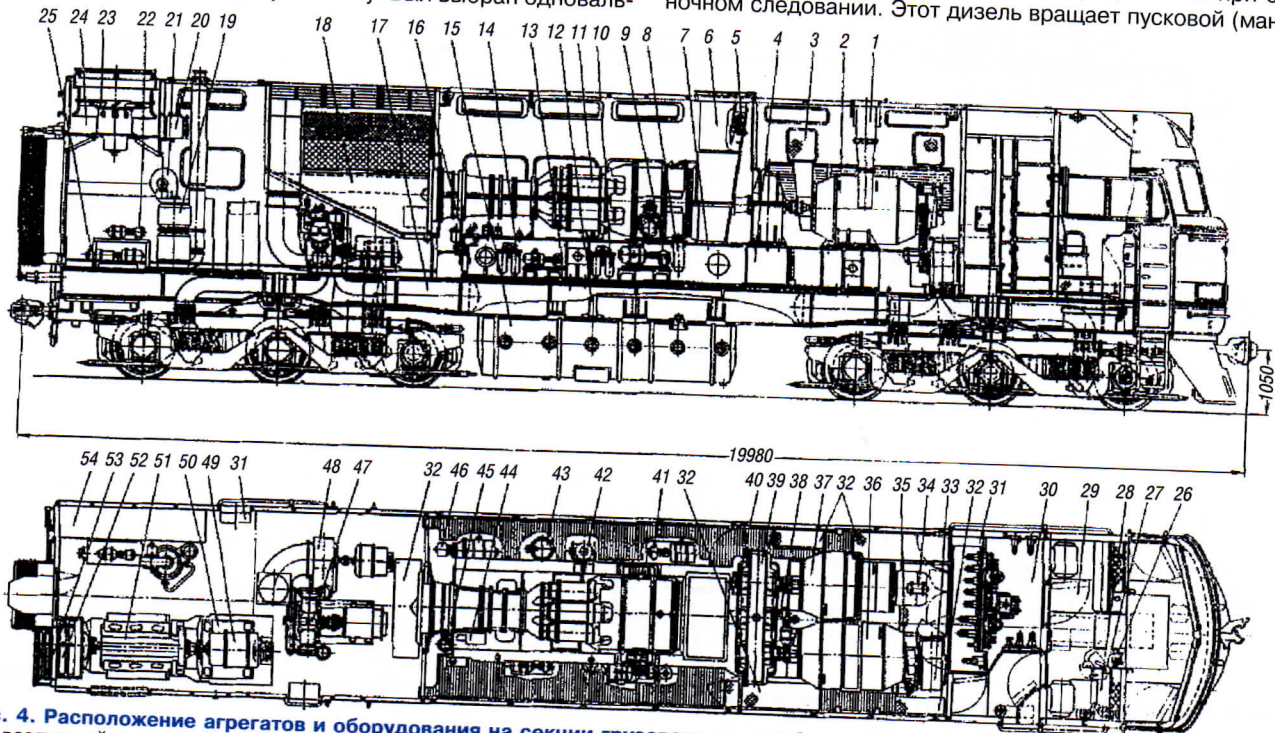 выбран одноваль-
ночном следовании. Этот дизель вращает пусковой (ман
25 24 23 22 21 20 19 18 17 16 15 14 13 12 11 10 9 8 7 6 5 4 3 2 1
1050
19980
54 53 52 51 50 49 31 48 47 32 46 45 44 43 42 41 32 40 39 38 37 32 36 35 34 33 32 31 30 29 28 27 26
с. 4. Расположение агрегатов и оборудования на секции